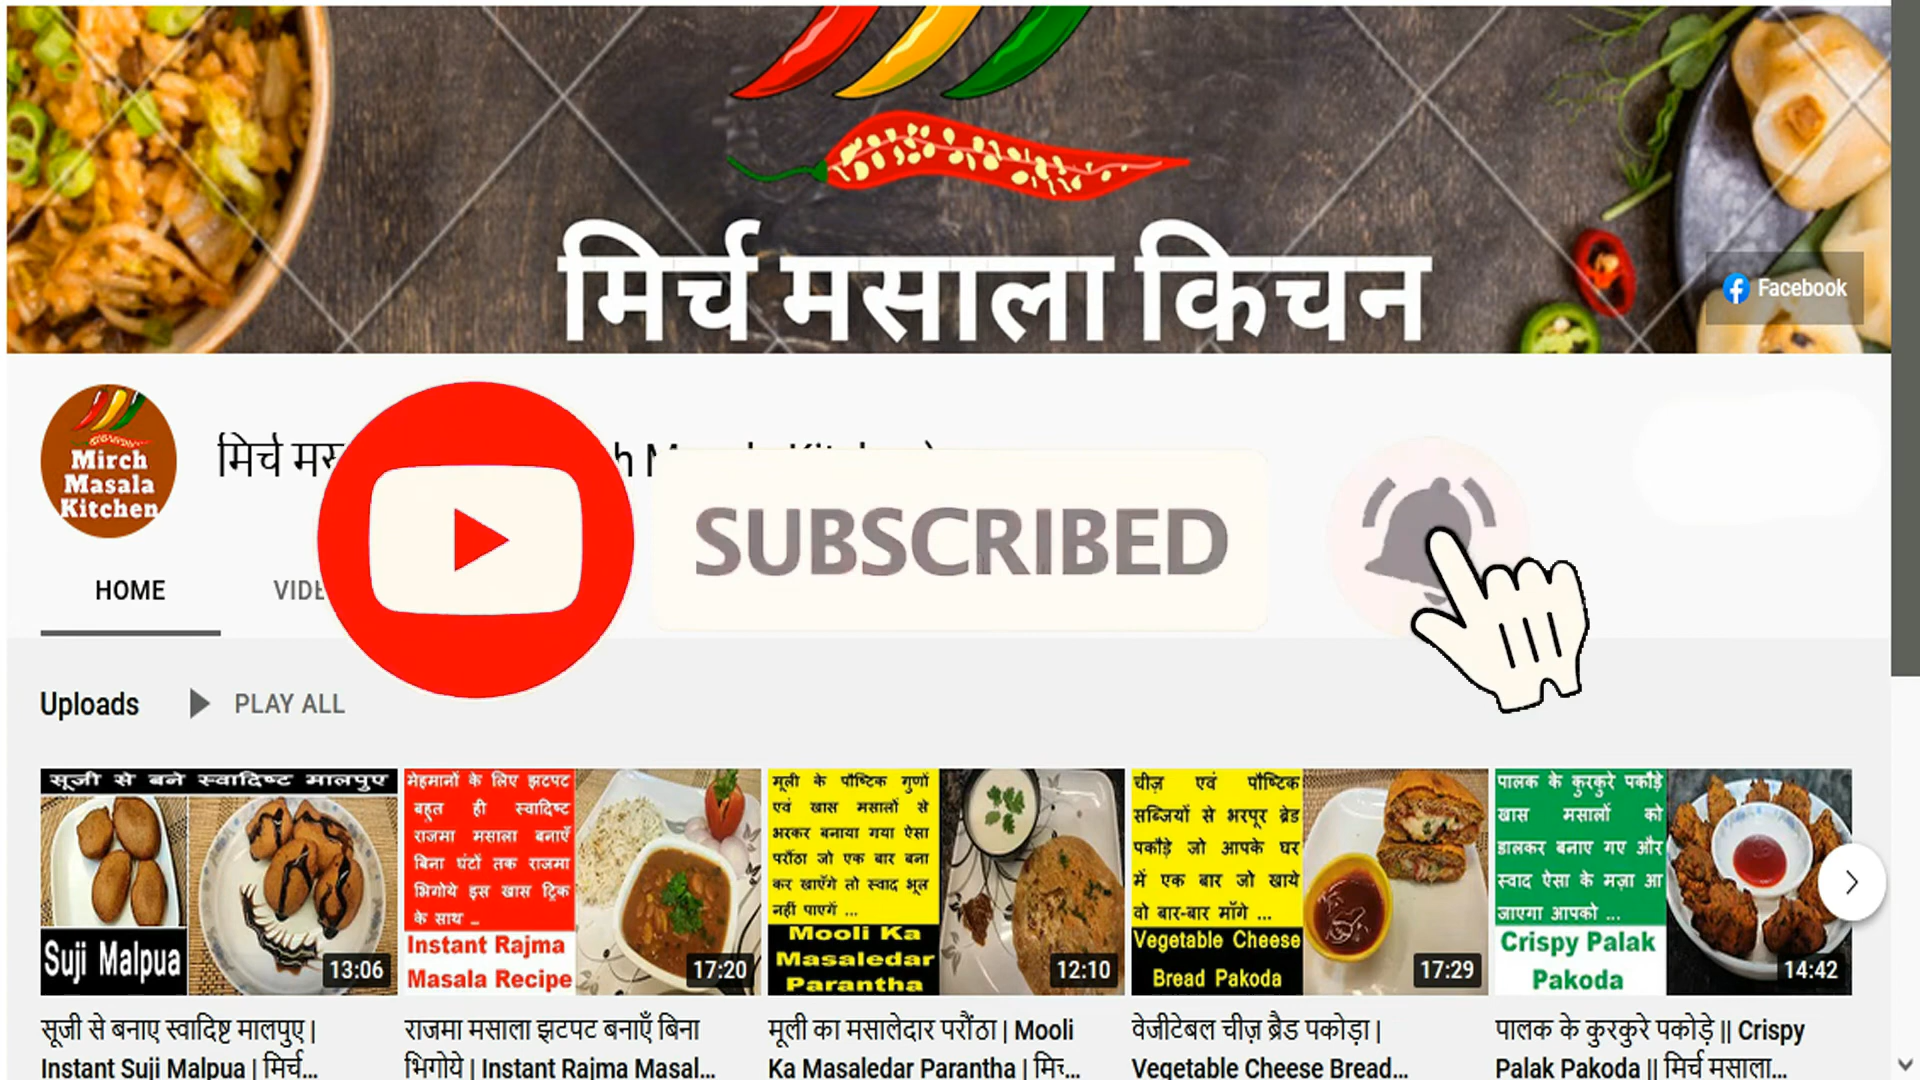 मिर्च मसाला किचन
Facebook
Mirch
Masala
Kitchen
मिर्च
SUBSCRIBED
HOME
Uploads
PLAY ALL
सूजी से बने स्वादिष्ट मालपुए
Suji Malpua
13:06
मेहमानों के लिए झटपट
बहुत ही स्वादिष्ट
राजमा मसाला बनाएँ
बिना घंटों तक राजमा
भिगोये इस खास ट्रिक
के साथ ..
Instant Rajma
Masala Recipe
17:20
मूली के पौष्टिक गुणों
एवं खास मसालों से
भरकर बनाया गया ऐसा
परौंठा जो एक बार बना
कर खाएँगे तो स्वाद भूल
नहीं पाएगें ...
Mooli Ka
Masaledar
Parantha
12:10
चीज़ एवं पौष्टिक
सब्जियों से भरपूर ब्रेड
पकौड़े जो आपके घर
में एक बार जो खाये
वो बार-बार माँगे ...
Vegetable Cheese
Bread Pakoda
17:29
पालक के कुरकुरे पकौड़े
खास मसालों को
डालकर बनाए गए और
स्वाद ऐसा के मज़ा आ
जाएगा आपको ...
Crispy Palak
Pakoda
14:42
सूजी से बनाए स्वादिष्ट मालपुए |
Instant Suji Malpua | मिर्च...
राजमा मसाला झटपट बनाएँ बिना
भिगोये | Instant Rajma Masal...
मूली का मसालेदार परौंठा | Mooli
Ka Masaledar Parantha | मि...
वेजीटेबल चीज़ ब्रैड पकोड़ा |
Vegetable Cheese Bread...
पालक के कुरकुरे पकोड़े || Crispy
Palak Pakoda || मिर्च मसाला...